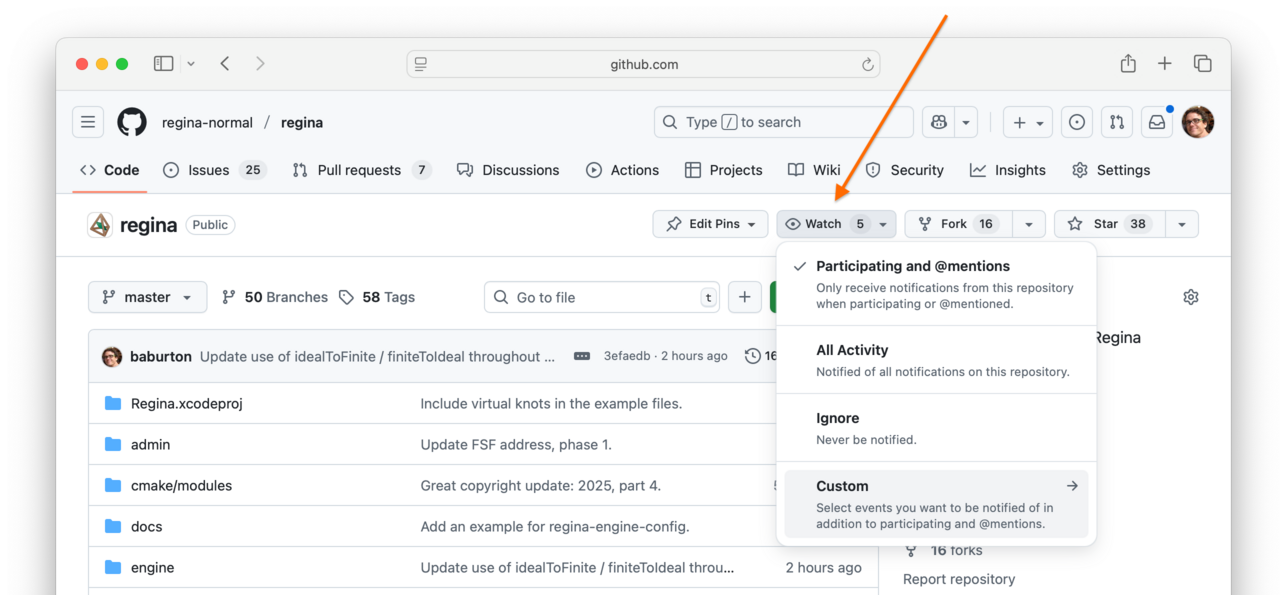 github.com
regina-normal / regina
Type / to search
Code Issues 25 Pull requests 7 Discussions Actions Projects Wiki Security Insights Settings
regina Public Edit Pins Watch 5 Fork 16 Star 38
Participating and @mentions
Only receive notifications from this repository
when participating or @mentioned.
All Activity
Notified of all notifications on this repository.
Ignore
Never be notified.
Custom
Select events you want to be notified of in
addition to participating and @mentions.
master 50 Branches 58 Tags Go to file t
Regina
baburton Update use of idealToFinite / finiteToIdeal throughout ... 3efaedb · 2 hours ago 16
Regina.xcodeproj Include virtual knots in the example files.
admin Update FSF address, phase 1.
cmake/modules Great copyright update: 2025, part 4.
docs Add an example for regina-engine-config.
16 forks
engine Update use of idealToFinite / finiteToIdeal throu... 2 hours ago
Report repository